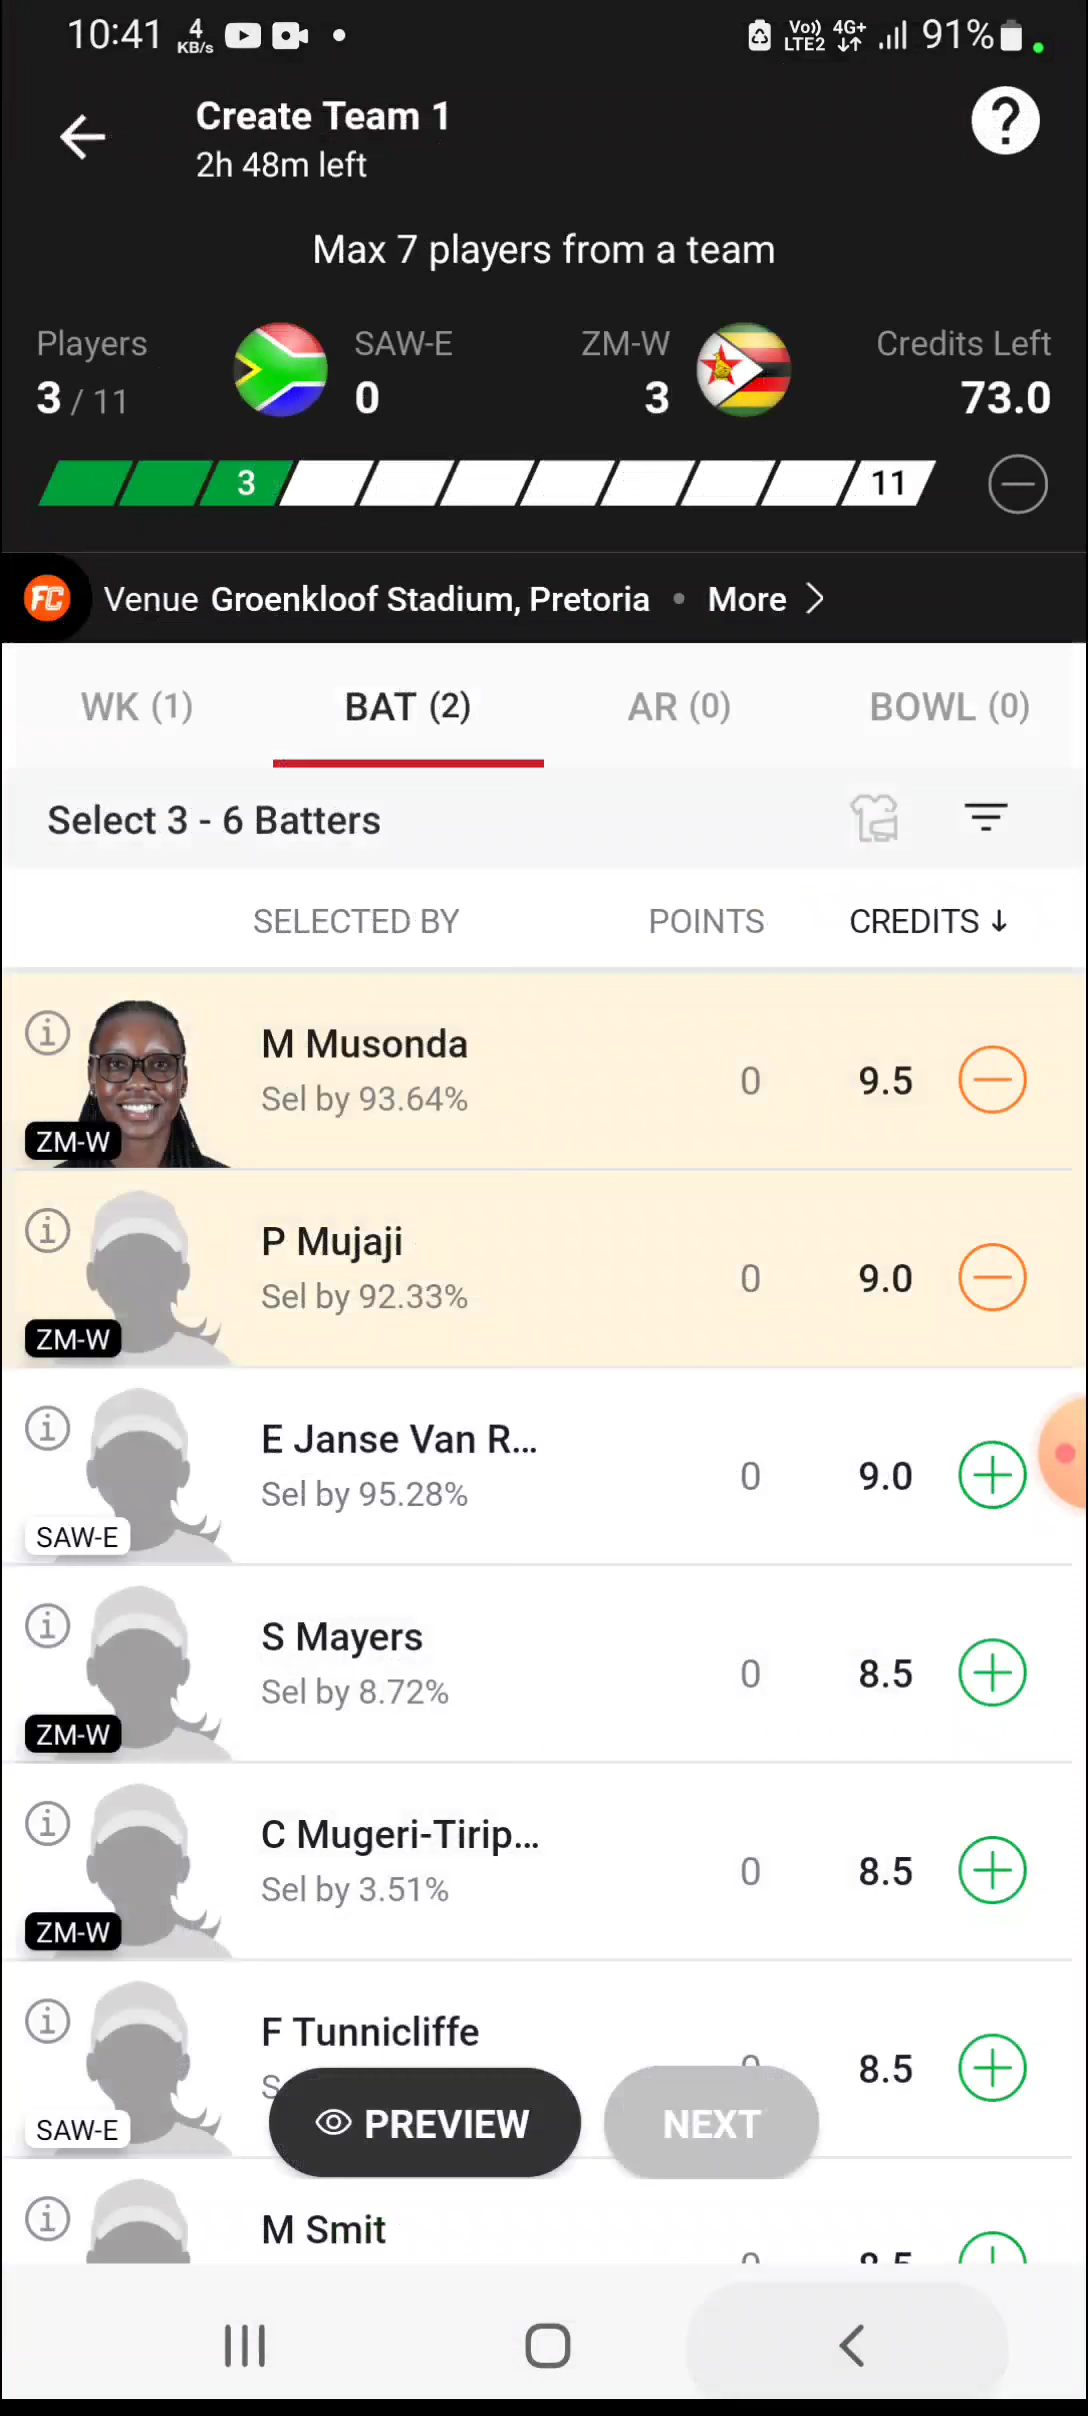 10:41 4 KB/s Vo)) LTE2 4G+ 91%
Create Team 1
2h 48m left
?
Max 7 players from a team
Players SAW-E ZM-W Credits Left
3 / 11 0 3 73.0
3 11
FC Venue Groenkloof Stadium, Pretoria • More
WK (1) BAT (2) AR (0) BOWL (0)
Select 3 - 6 Batters
SELECTED BY POINTS CREDITS ↓
M Musonda
Sel by 93.64% 0 9.5
ZM-W
P Mujaji
Sel by 92.33% 0 9.0
ZM-W
E Janse Van R...
Sel by 95.28% 0 9.0
SAW-E
S Mayers
Sel by 8.72% 0 8.5
ZM-W
C Mugeri-Tirip...
Sel by 3.51% 0 8.5
ZM-W
F Tunnicliffe
8.5
SAW-E
PREVIEW NEXT
M Smit